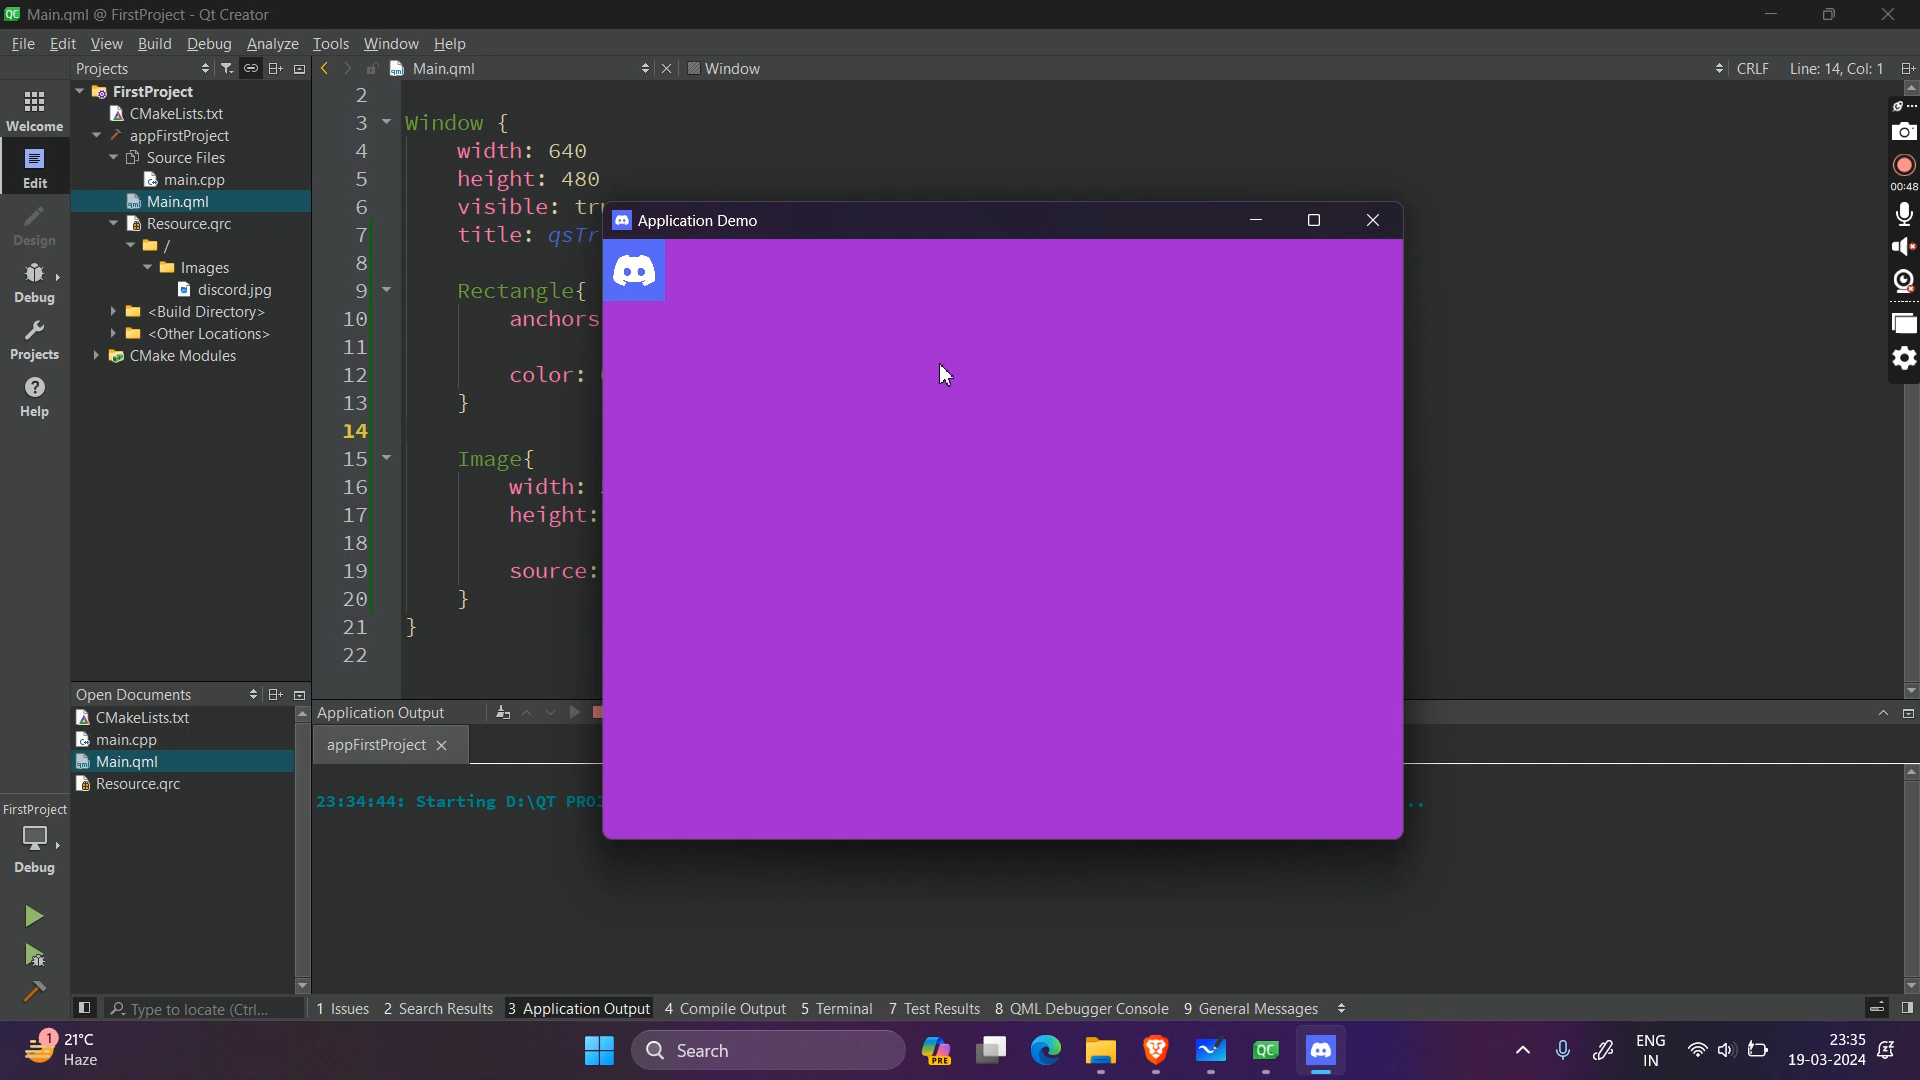 Main.qml @ FirstProject - Qt Creator
File Edit View Build Debug Analyze Tools Window Help
Projects
Main.qml
Window
CRLF
Line: 14, Col: 1
FirstProject
CMakeLists.txt
appFirstProject
Source Files
main.cpp
Main.qml
Resource.qrc
/
Images
discord.jpg
<Build Directory>
<Other Locations>
CMake Modules
Welcome
Edit
Design
Debug
Projects
Help
2
3 Window {
4 width: 640
5 height: 480
6 visible: tr
7 title: qsTr
8
9 Rectangle{
10 anchors
11
12 color:
13 }
14
15 Image{
16 width:
17 height:
18
19 source:
20 }
21 }
22
Application Demo
00:48
Open Documents
CMakeLists.txt
main.cpp
Main.qml
Resource.qrc
Application Output
appFirstProject
23:34:44: Starting D:\QT PRO
..
FirstProject
Debug
Type to locate (Ctrl...
1 Issues 2 Search Results 3 Application Output 4 Compile Output 5 Terminal 7 Test Results 8 QML Debugger Console 9 General Messages
1
21°C
Haze
Search
PRE
QC
ENG
IN
23:35
19-03-2024